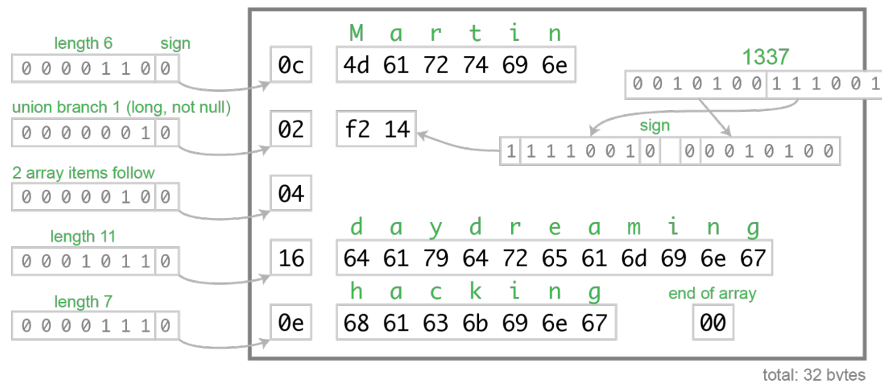 length 6 sign
0 0 0 0 1 1 0 0
0c
M a r t i n
4d 61 72 74 69 6e
1337
0 0 1 0 1 0 0 1 1 1 0 0 1
union branch 1 (long, not null)
0 0 0 0 0 0 1 0
02
f2 14
sign
1 1 1 1 0 0 1 0 0 0 0 1 0 1 0 0
2 array items follow
0 0 0 0 0 1 0 0
04
length 11
0 0 0 1 0 1 1 0
16
d a y d r e a m i n g
64 61 79 64 72 65 61 6d 69 6e 67
length 7
0 0 0 0 1 1 1 0
0e
h a c k i n g
68 61 63 6b 69 6e 67
end of array
00
total: 32 bytes